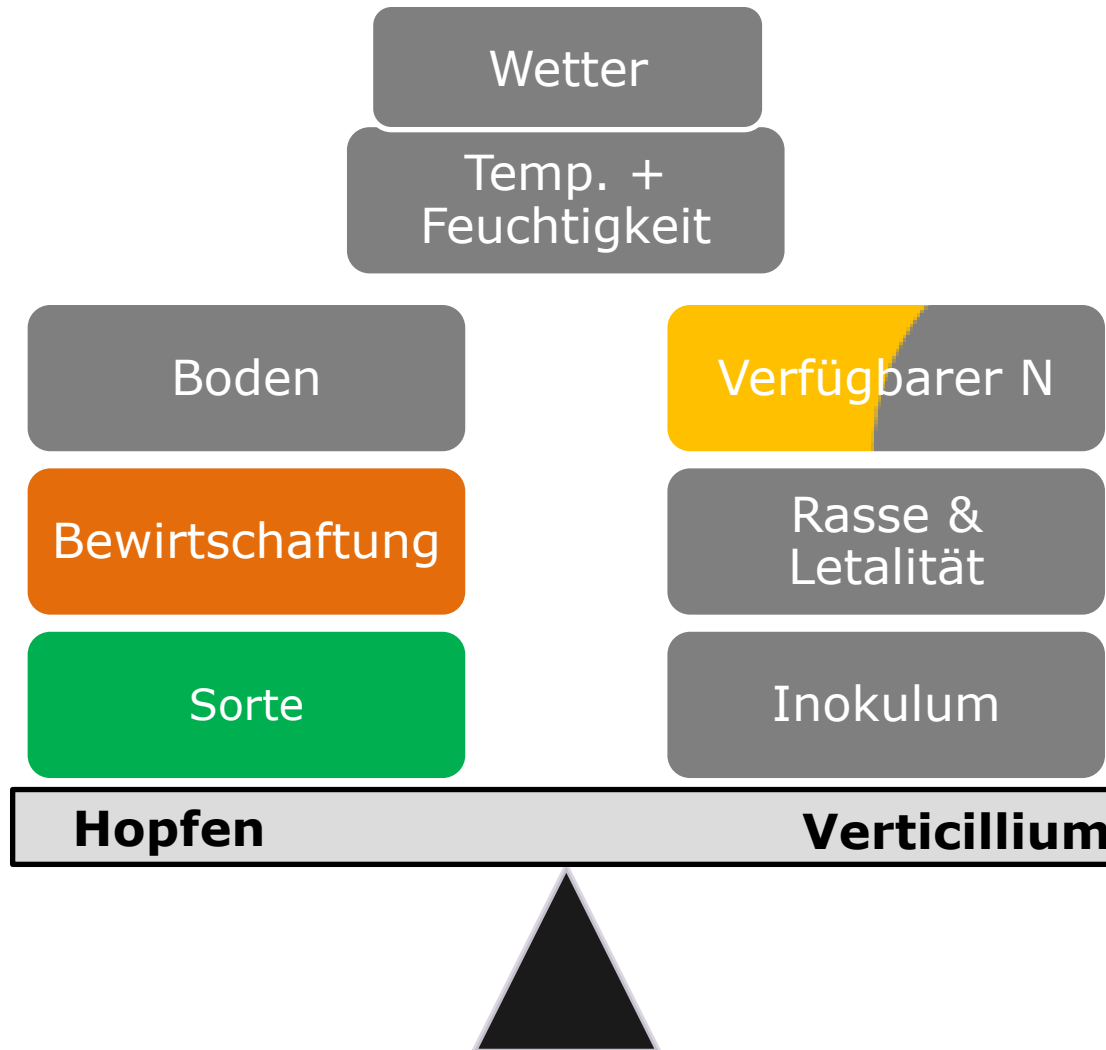 Wetter
Temp. +
Feuchtigkeit
Boden
Verfügbarer N
Bewirtschaftung
Rasse &
Letalität
Sorte
Inokulum
Hopfen
Verticillium